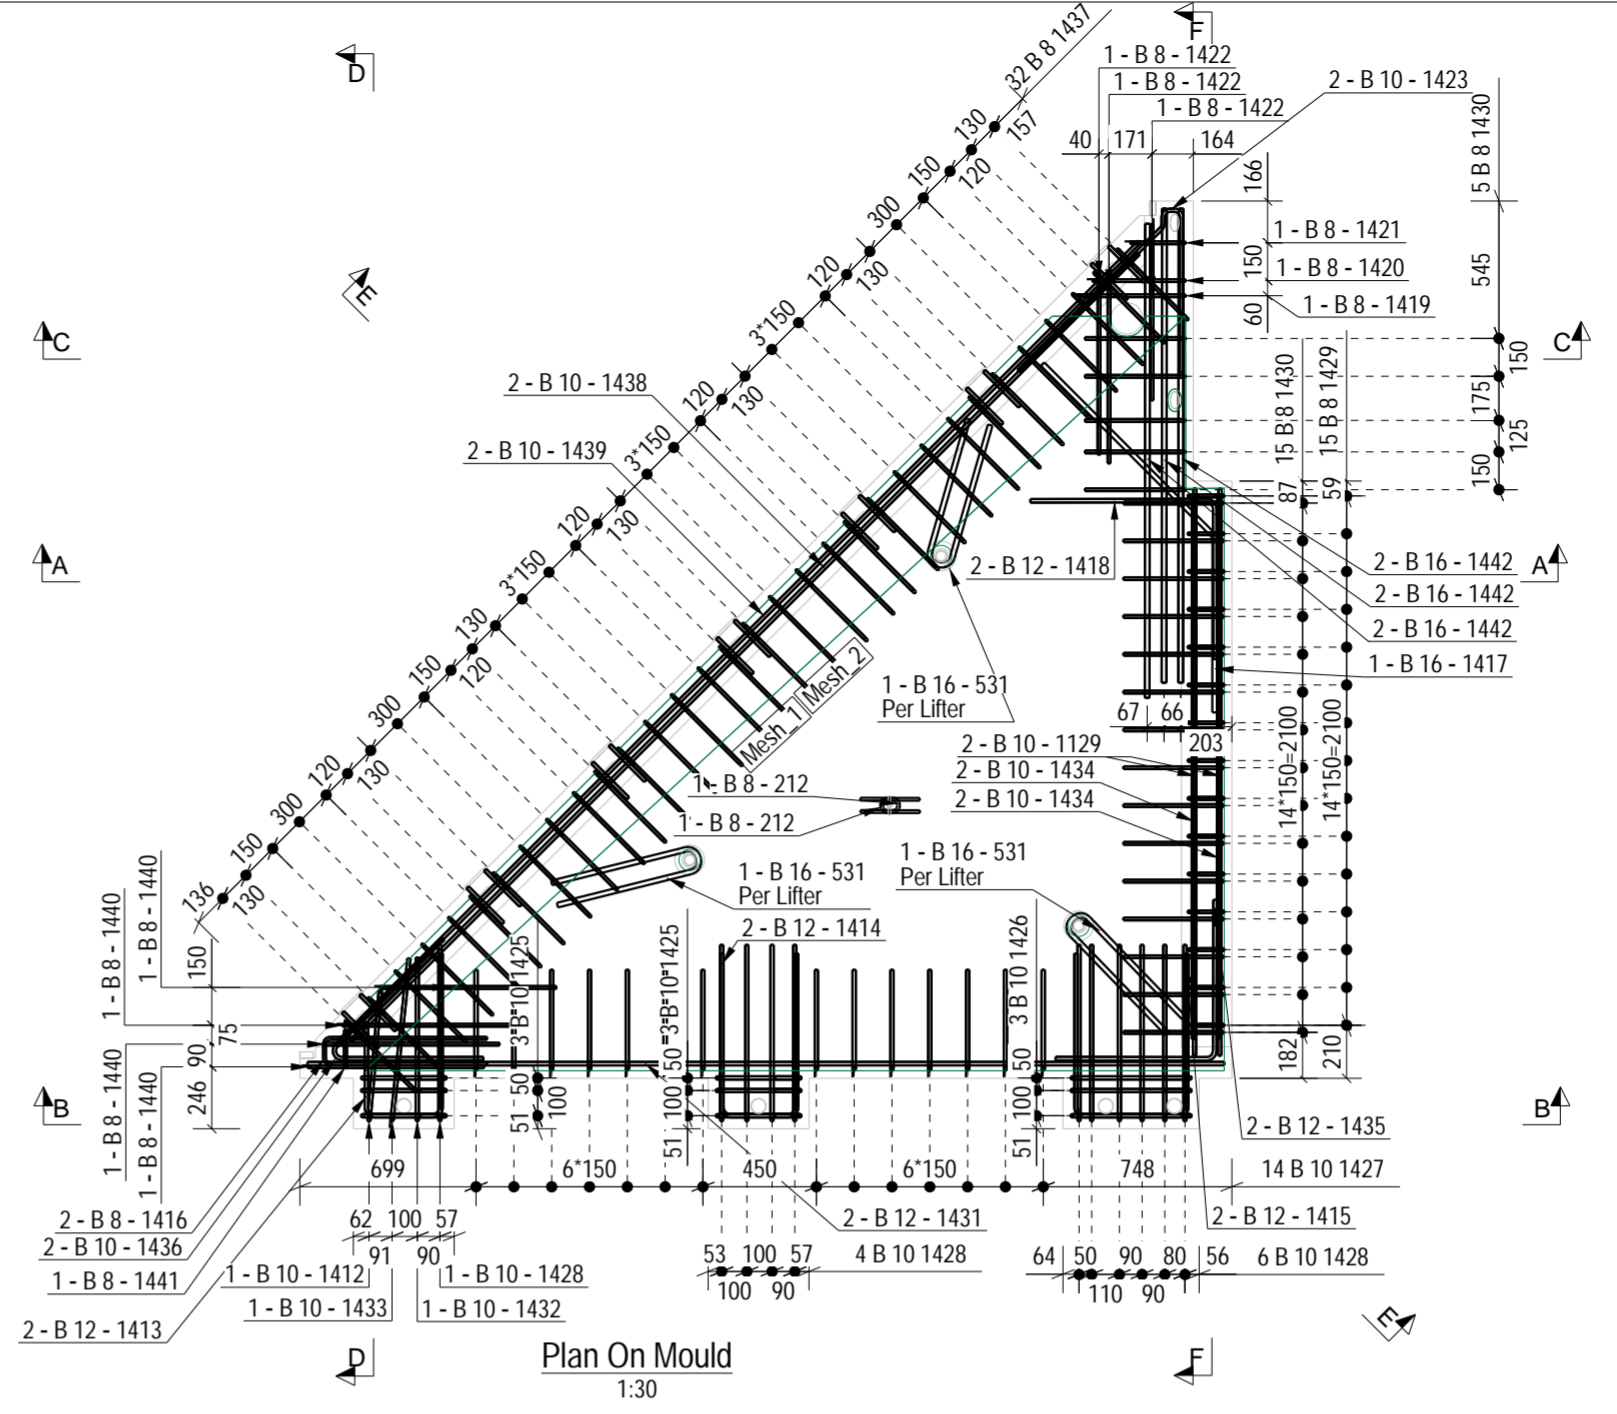 D
F
32 B 8 1437
1 - B 8 - 1422
1 - B 8 - 1422
1 - B 8 - 1422
2 - B 10 - 1423
5 B 8 1430
130
157
150
120
300
120
130
3*150
120
130
3*150
120
130
3*150
130
120
150
300
120
130
300
150
130
136
40
171
164
166
150
60
545
150
175
125
150
1 - B 8 - 1421
1 - B 8 - 1420
1 - B 8 - 1419
E
C
C
2 - B 10 - 1438
2 - B 10 - 1439
15 B 8 1430
15 B 8 1429
87
59
A
A
2 - B 12 - 1418
2 - B 16 - 1442
2 - B 16 - 1442
2 - B 16 - 1442
1 - B 16 - 1417
1 - B 16 - 531
Per Lifter
Mesh_1
Mesh_2
67
66
203
14*150=2100
14*150=2100
2 - B 10 - 1129
2 - B 10 - 1434
2 - B 10 - 1434
1 - B 8 - 212
1 - B 8 - 212
1 - B 16 - 531
Per Lifter
1 - B 16 - 531
Per Lifter
1 - B 8 - 1440
1 - B 8 - 1440
150
75
90
246
1 - B 8 - 1440
1 - B 8 - 1440
3 B 10 1425
50
100
51
3 B 10 1425
50
100
51
2 - B 12 - 1414
3 B 10 1426
50
100
51
182
210
B
B
2 - B 12 - 1435
699
6*150
450
6*150
748
14 B 10 1427
2 - B 8 - 1416
2 - B 10 - 1436
1 - B 8 - 1441
2 - B 12 - 1413
62
100
57
91
90
1 - B 10 - 1412
1 - B 10 - 1428
1 - B 10 - 1433
1 - B 10 - 1432
2 - B 12 - 1431
2 - B 12 - 1415
53
100
57
4 B 10 1428
100
90
64
50
90
80
56
6 B 10 1428
110
90
E
D
F
Plan On Mould
1:30